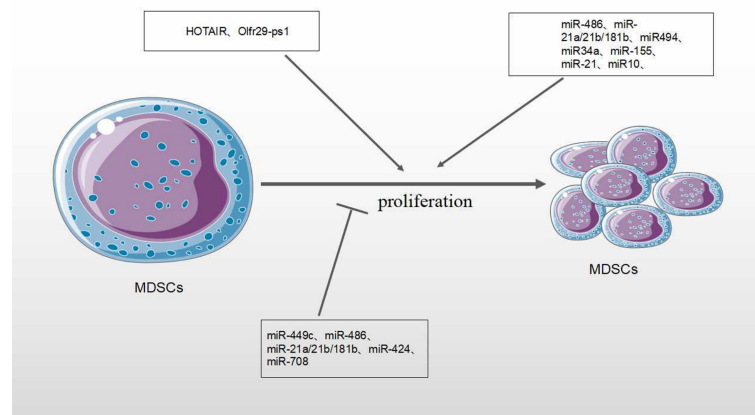 HOTAIR、Olfr29-ps1
miR-486、miR-
21a/21b/181b、miR494、
miR34a、miR-155、
miR-21、miR10、
proliferation
MDSCs
MDSCs
miR-449c、miR-486、
miR-21a/21b/181b、miR-424、
miR-708